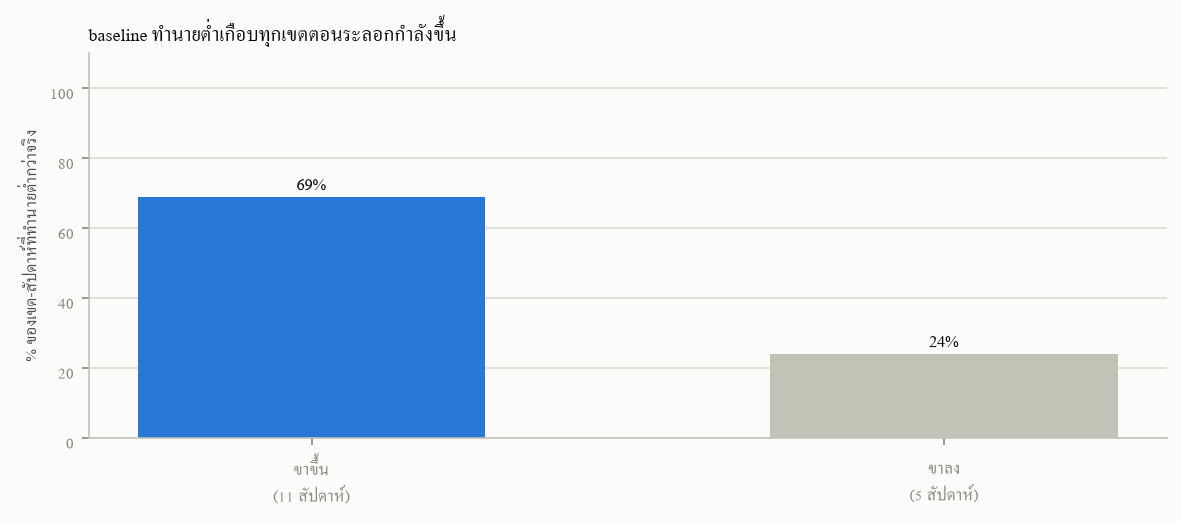 baseline ทำนายต่ำเกือบทุกเขตตอนระลอกกำลังขึ้น
% ของเขต-สัปดาห์ที่ทำนายต่ำกว่าจริง
100
80
60
40
20
0
69%
24%
ขาขึ้น
(11 สัปดาห์)
ขาลง
(5 สัปดาห์)